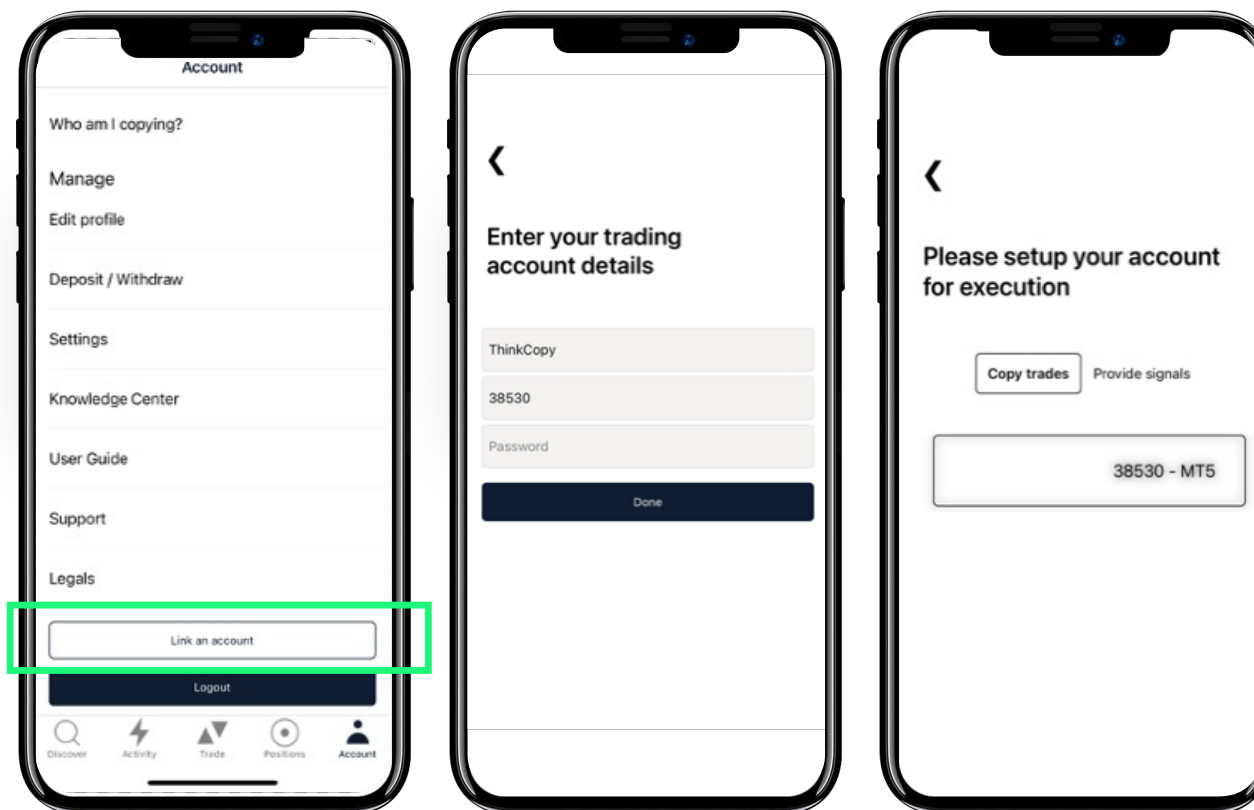 Account
Who am I copying?
Manage
Edit profile
Deposit / Withdraw
Settings
Knowledge Center
User Guide
Support
Legals
Link an account
Logout
Discover Activity Trade Positions Account
Enter your trading
account details
ThinkCopy
38530
Password
Done
Please setup your account
for execution
Copy trades Provide signals
38530 - MT5